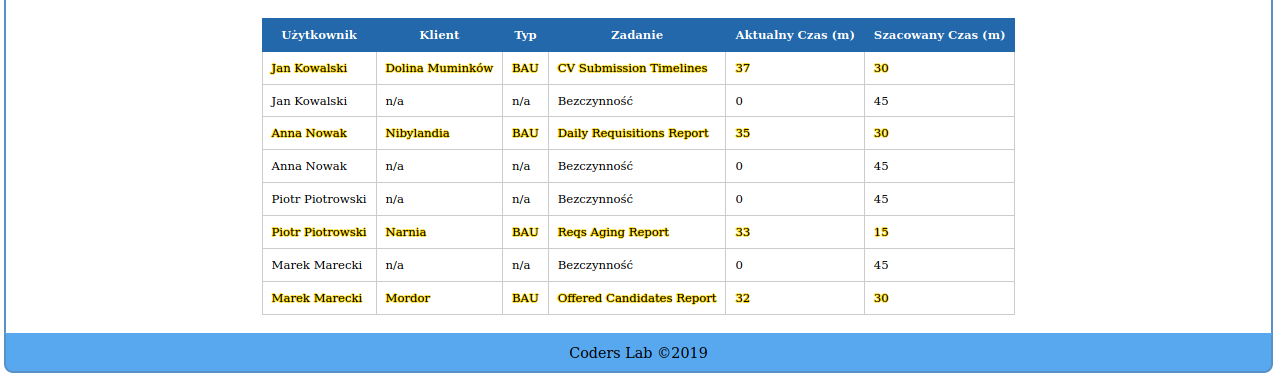 Użytkownik Klient Typ Zadanie Aktualny Czas (m) Szacowany Czas (m)
Jan Kowalski Dolina Muminków BAU CV Submission Timelines 37 30
Jan Kowalski n/a n/a Bezczynność 0 45
Anna Nowak Nibylandia BAU Daily Requisitions Report 35 30
Anna Nowak n/a n/a Bezczynność 0 45
Piotr Piotrowski n/a n/a Bezczynność 0 45
Piotr Piotrowski Narnia BAU Reqs Aging Report 33 15
Marek Marecki n/a n/a Bezczynność 0 45
Marek Marecki Mordor BAU Offered Candidates Report 32 30
Coders Lab ©2019